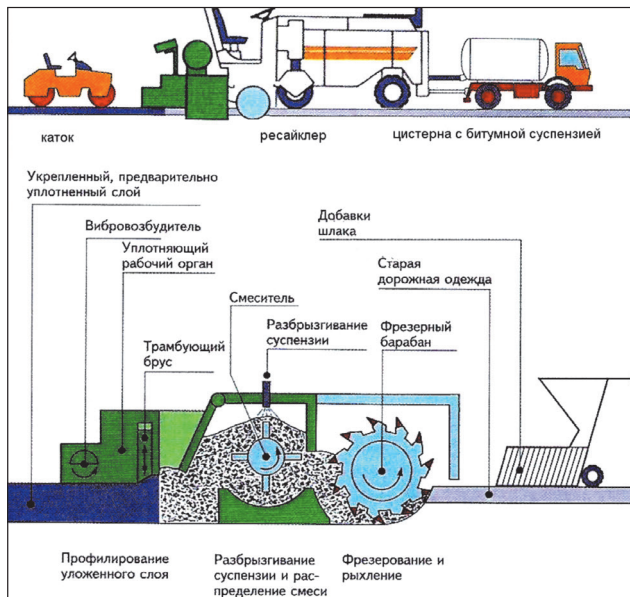 каток
ресайклер
цистерна с битумной суспензией
Укрепленный, предварительно
уплотненный слой
Вибровозбудитель
Уплотняющий
рабочий орган
Трамбующий
брус
Смеситель
Разбрызгивание
суспензии
Добавки
шлака
Старая
дорожная одежда
Фрезерный
барабан
Профилирование
уложенного слоя
Разбрызгивание
суспензии и рас-
пределение смеси
Фрезерование и
рыхление